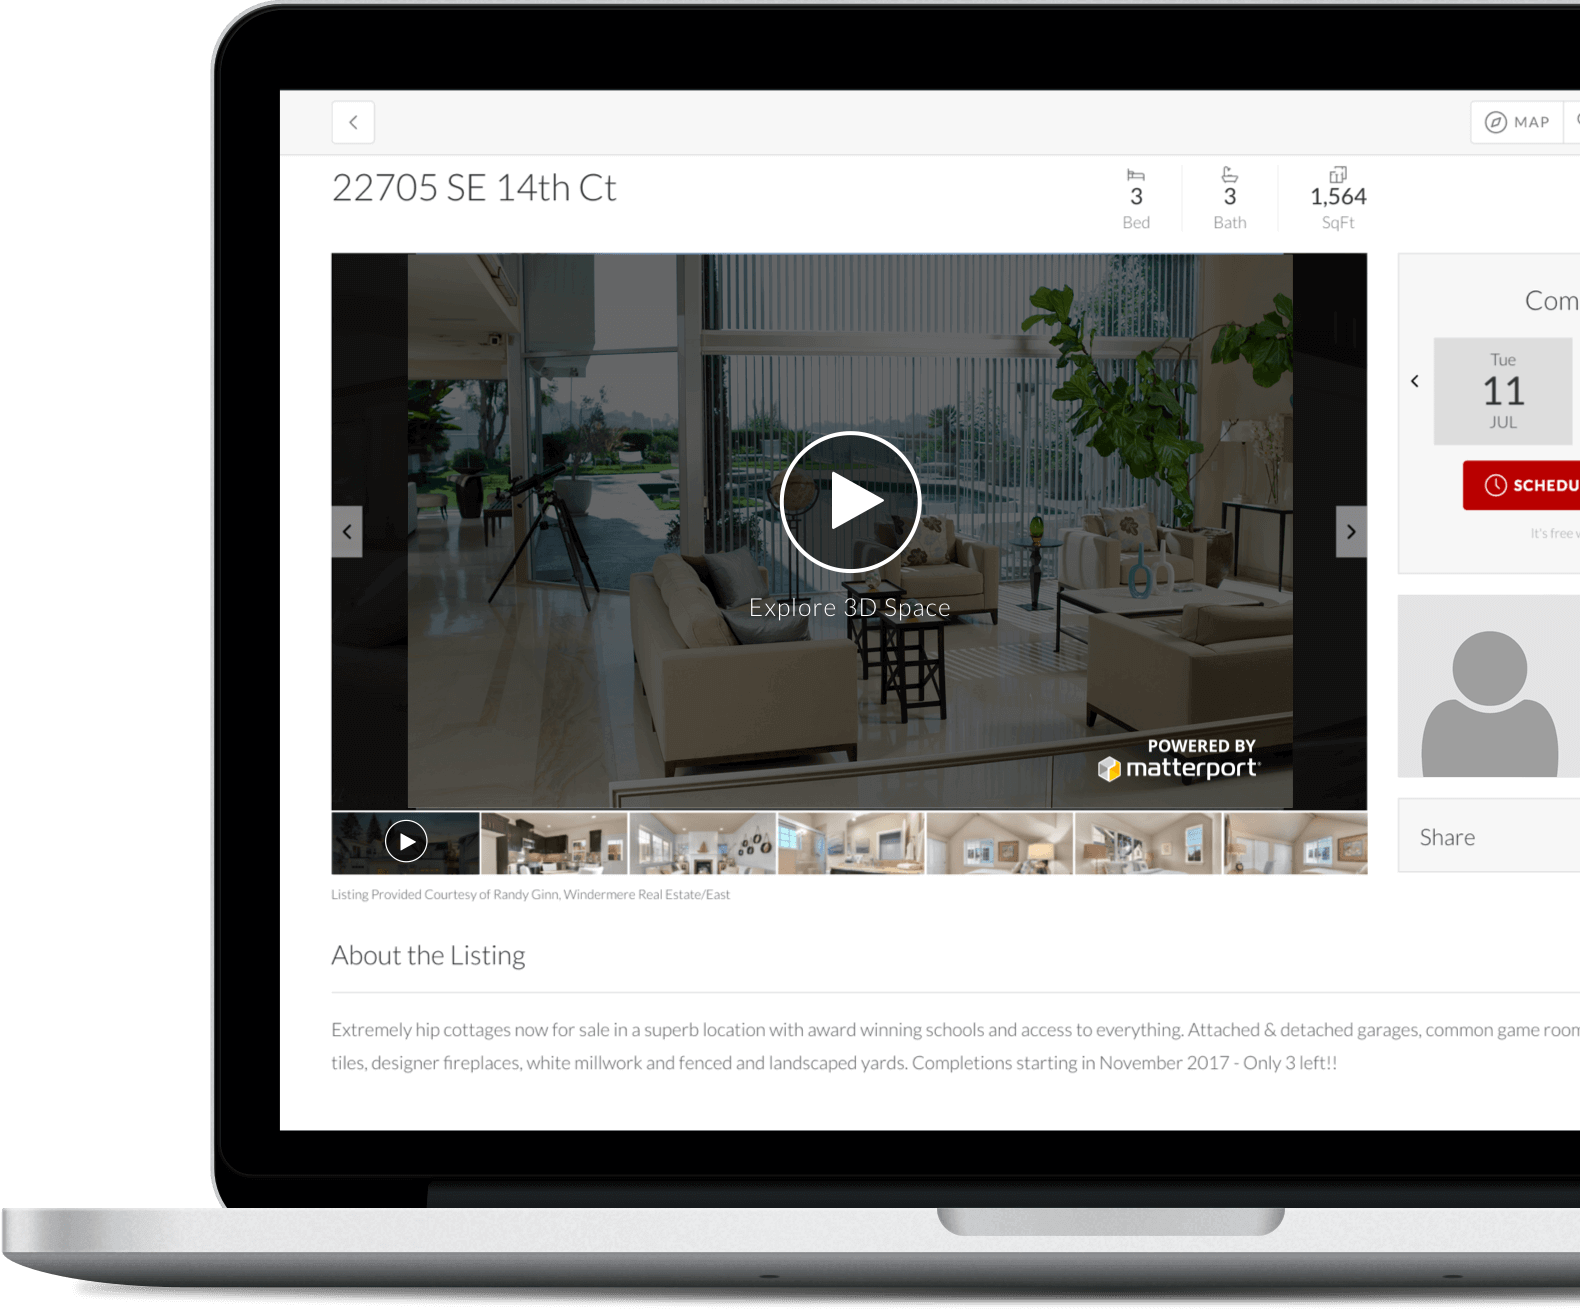 MAP
22705 SE 14th Ct
3
Bed
3
Bath
1,564
SqFt
Com
Tue
11
JUL
SCHEDU
It's free
Explore 3D Space
POWERED BY
matterport
Share
Listing Provided Courtesy of Randy Ginn, Windermere Real Estate/East
About the Listing
Extremely hip cottages now for sale in a superb location with award winning schools and access to everything. Attached & detached garages, common game room
tiles, designer fireplaces, white millwork and fenced and landscaped yards. Completions starting in November 2017 - Only 3 left!!